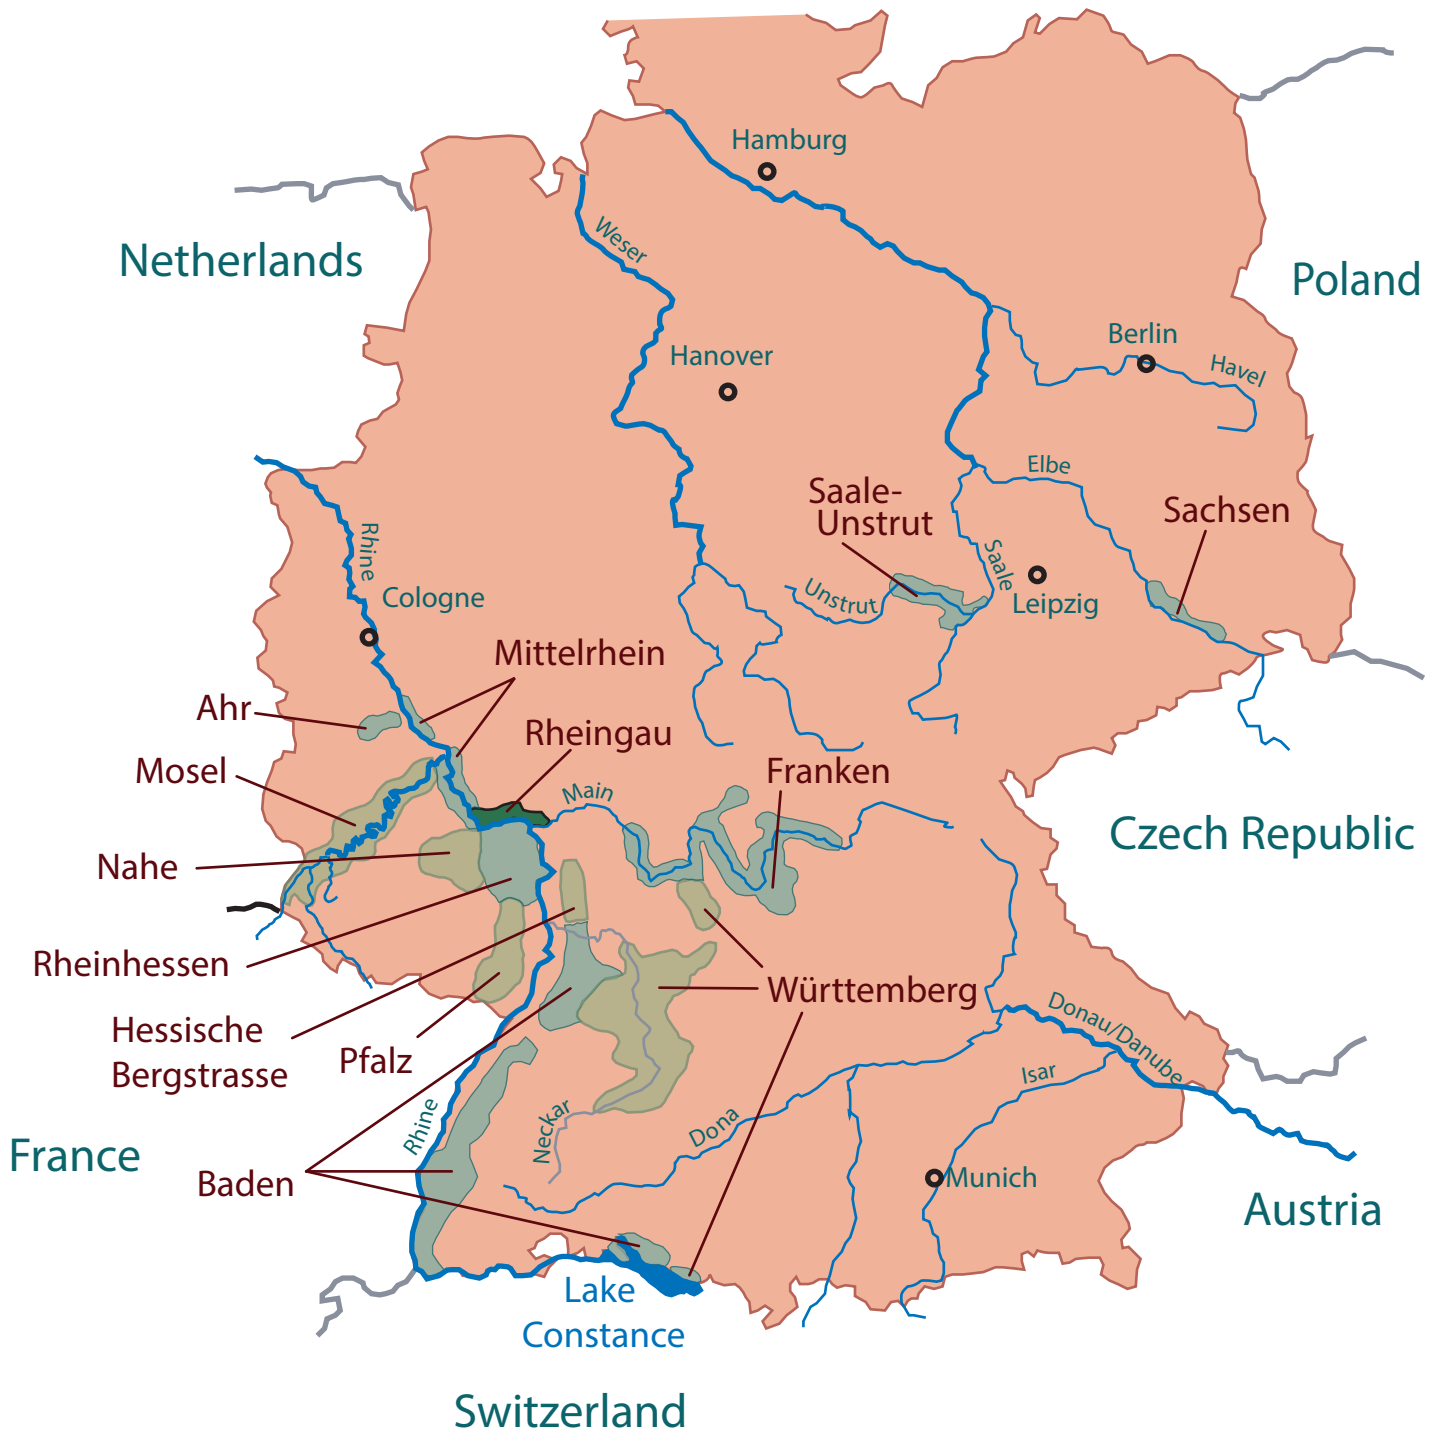 Hamburg
Weser
Netherlands
Poland
Berlin
Hanover
Havel
Elbe
Saale-
Unstrut
Sachsen
Rhine
Saale
Cologne
Unstrut
Leipzig
Mittelrhein
Ahr
Rheingau
Mosel
Franken
Main
Czech Republic
Nahe
Rheinhessen
Württemberg
Donau/Danube
Hessische
Bergstrasse
Pfalz
Isar
Rhine
Neckar
Dona
France
Baden
Munich
Austria
Lake
Constance
Switzerland